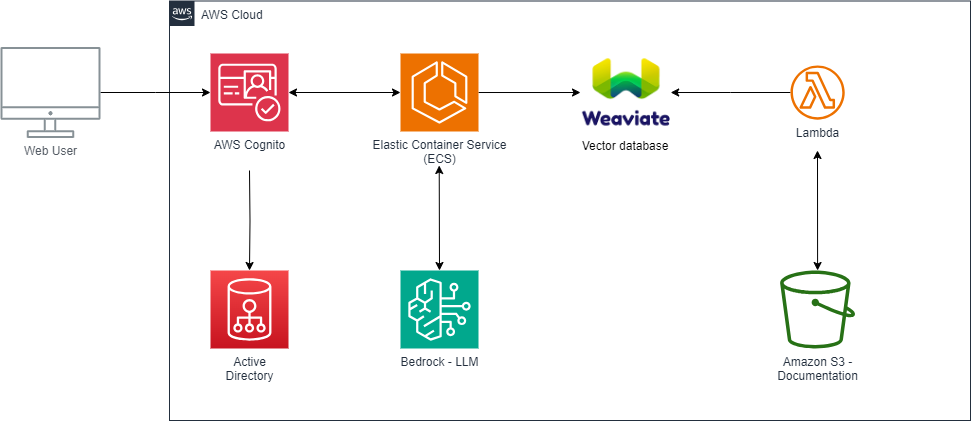 aws
AWS Cloud
Web User
AWS Cognito
Elastic Container Service
(ECS)
Weaviate
Vector database
Lambda
Active
Directory
Bedrock - LLM
Amazon S3 -
Documentation